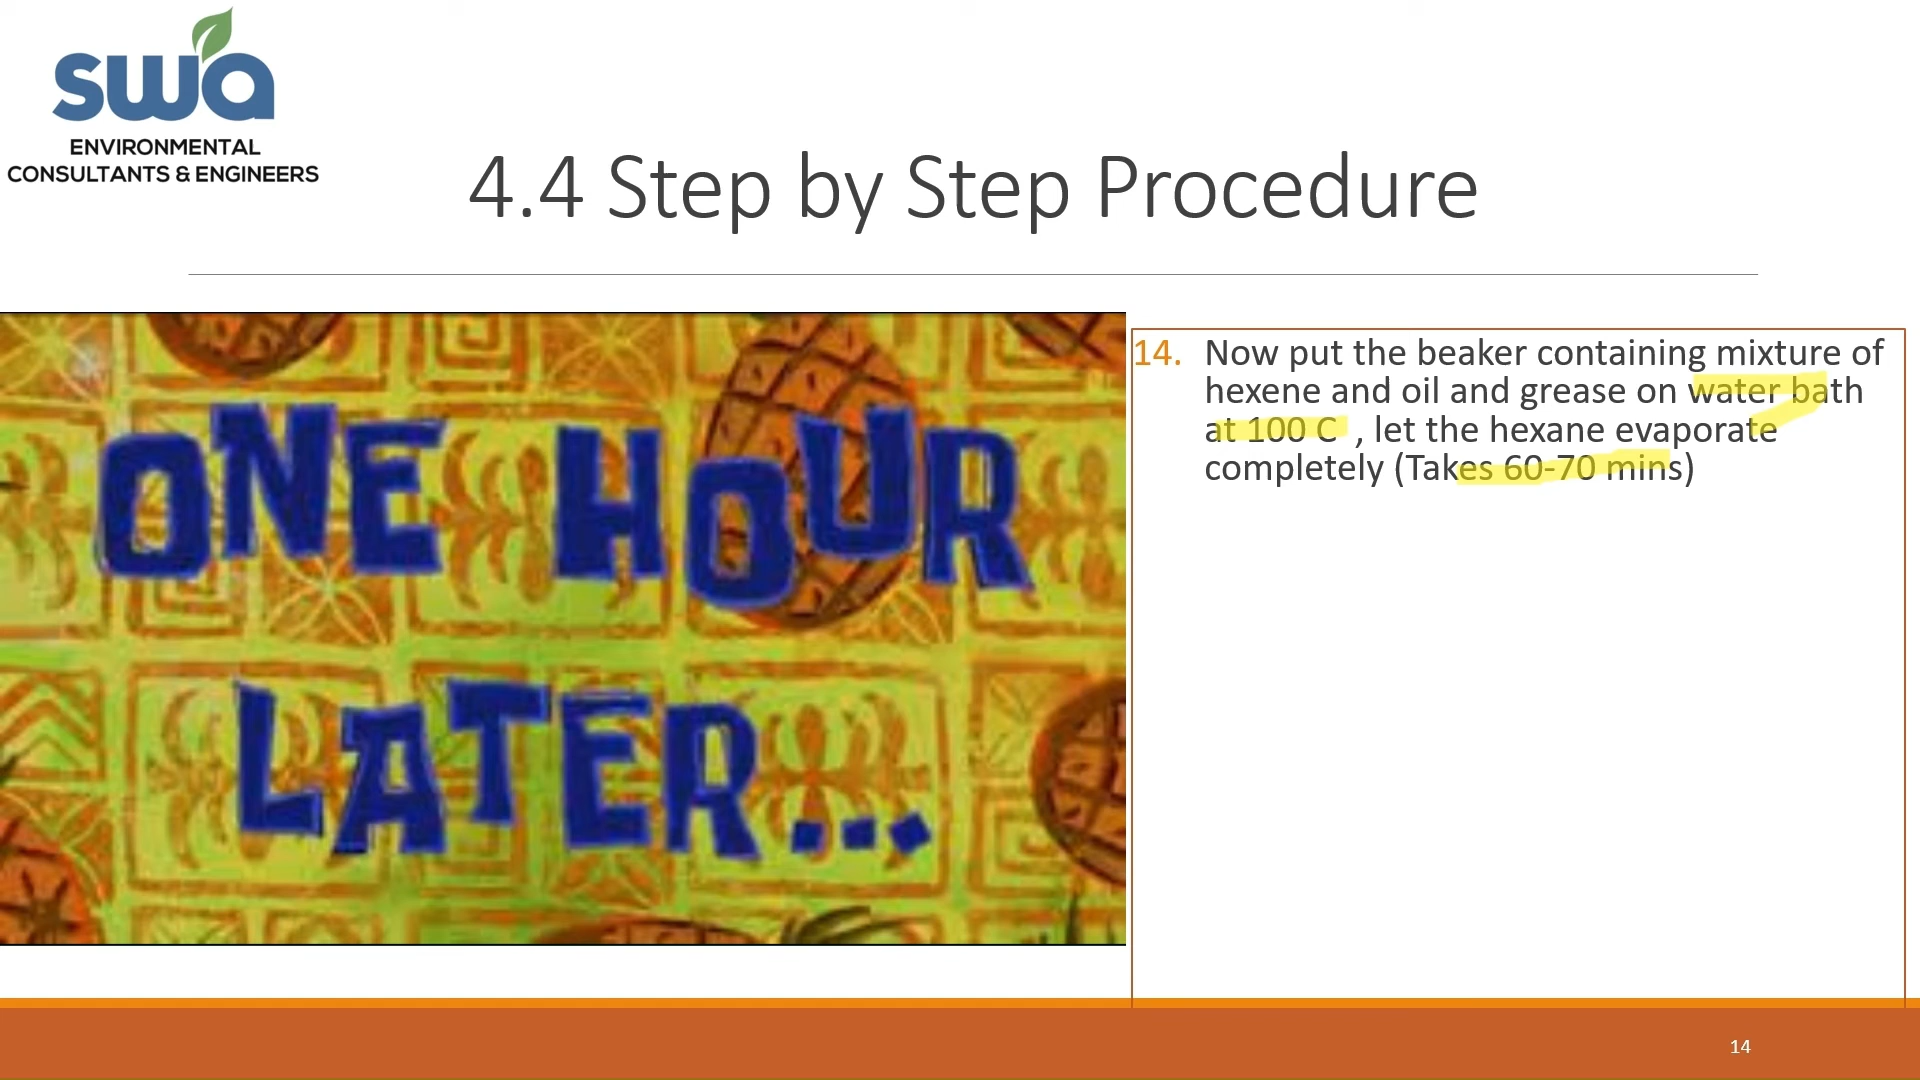 swa
ENVIRONMENTAL
CONSULTANTS & ENGINEERS
4.4 Step by Step Procedure
ONE HOUR
LATER...
14. Now put the beaker containing mixture of
hexene and oil and grease on water bath
at 100 C , let the hexane evaporate
completely (Takes 60-70 mins)
14